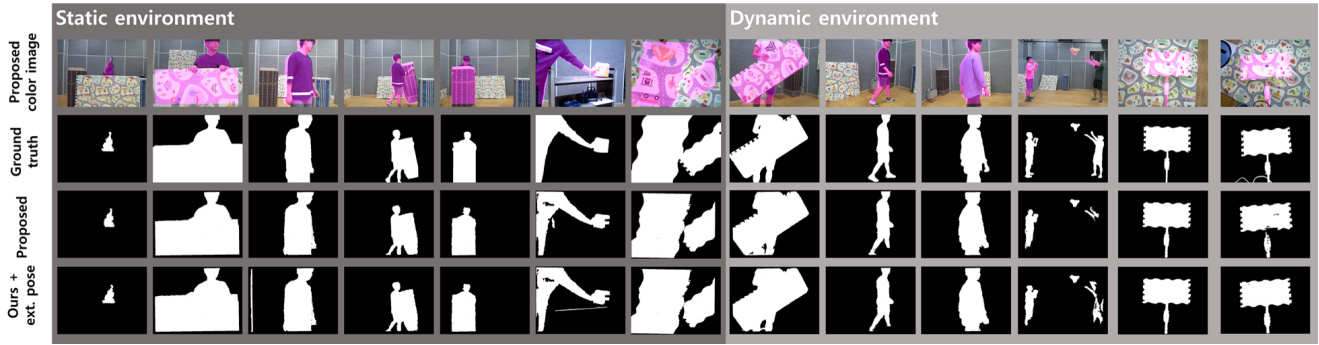 Static environment
Dynamic environment
Proposed
color image
Ground
truth
Proposed
Ours +
ext. pose